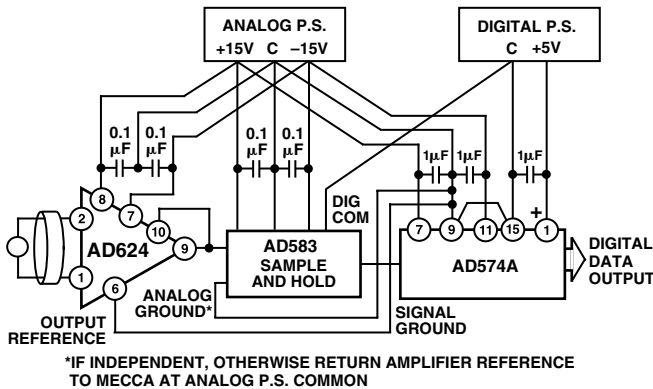 ANALOG P.S.
+15V C –15V
DIGITAL P.S.
C +5V
0.1
µF
0.1
µF
0.1
µF
0.1
µF
1µF
1µF
1µF
8
7
10
9
2
1
6
AD624
DIG
COM
AD583
SAMPLE
AND HOLD
7
9
11
15
+
1
AD574A
DIGITAL
DATA
OUTPUT
ANALOG
GROUND*
OUTPUT
REFERENCE
SIGNAL
GROUND
*IF INDEPENDENT, OTHERWISE RETURN AMPLIFIER REFERENCE
TO MECCA AT ANALOG P.S. COMMON